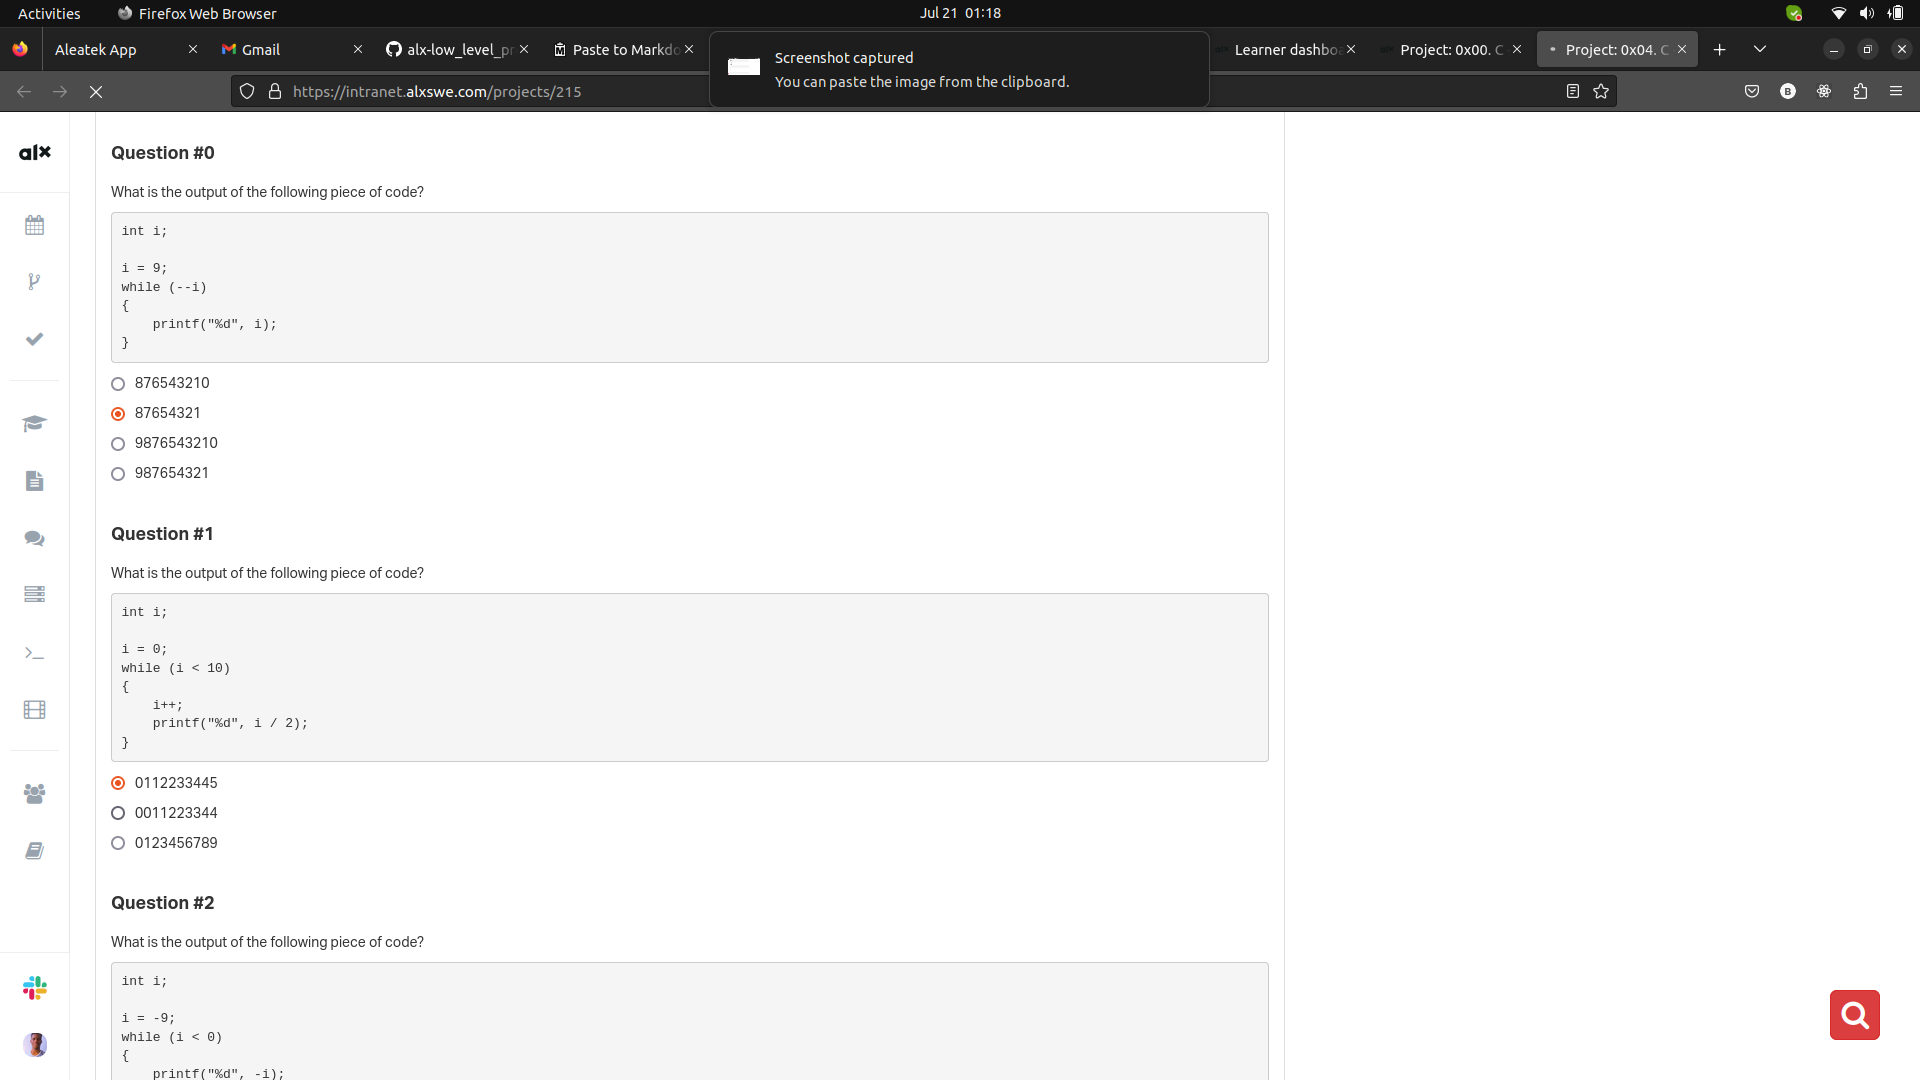 Activities
Firefox Web Browser
Jul 21 01:18
Aleatek App
Gmail
alx-low_level_pr
Paste to Markdo
Learner dashboa
Project: 0x00. C
Project: 0x04. C
Screenshot captured
You can paste the image from the clipboard.
https://intranet.alxswe.com/projects/215
B
alx
Question #0
What is the output of the following piece of code?
int i;
i = 9;
while (--i)
{
    printf("%d", i);
}
876543210
87654321
9876543210
987654321
Question #1
What is the output of the following piece of code?
int i;
i = 0;
while (i < 10)
{
    i++;
    printf("%d", i / 2);
}
0112233445
0011223344
0123456789
Question #2
What is the output of the following piece of code?
int i;
i = -9;
while (i < 0)
{
    printf("%d", -i);